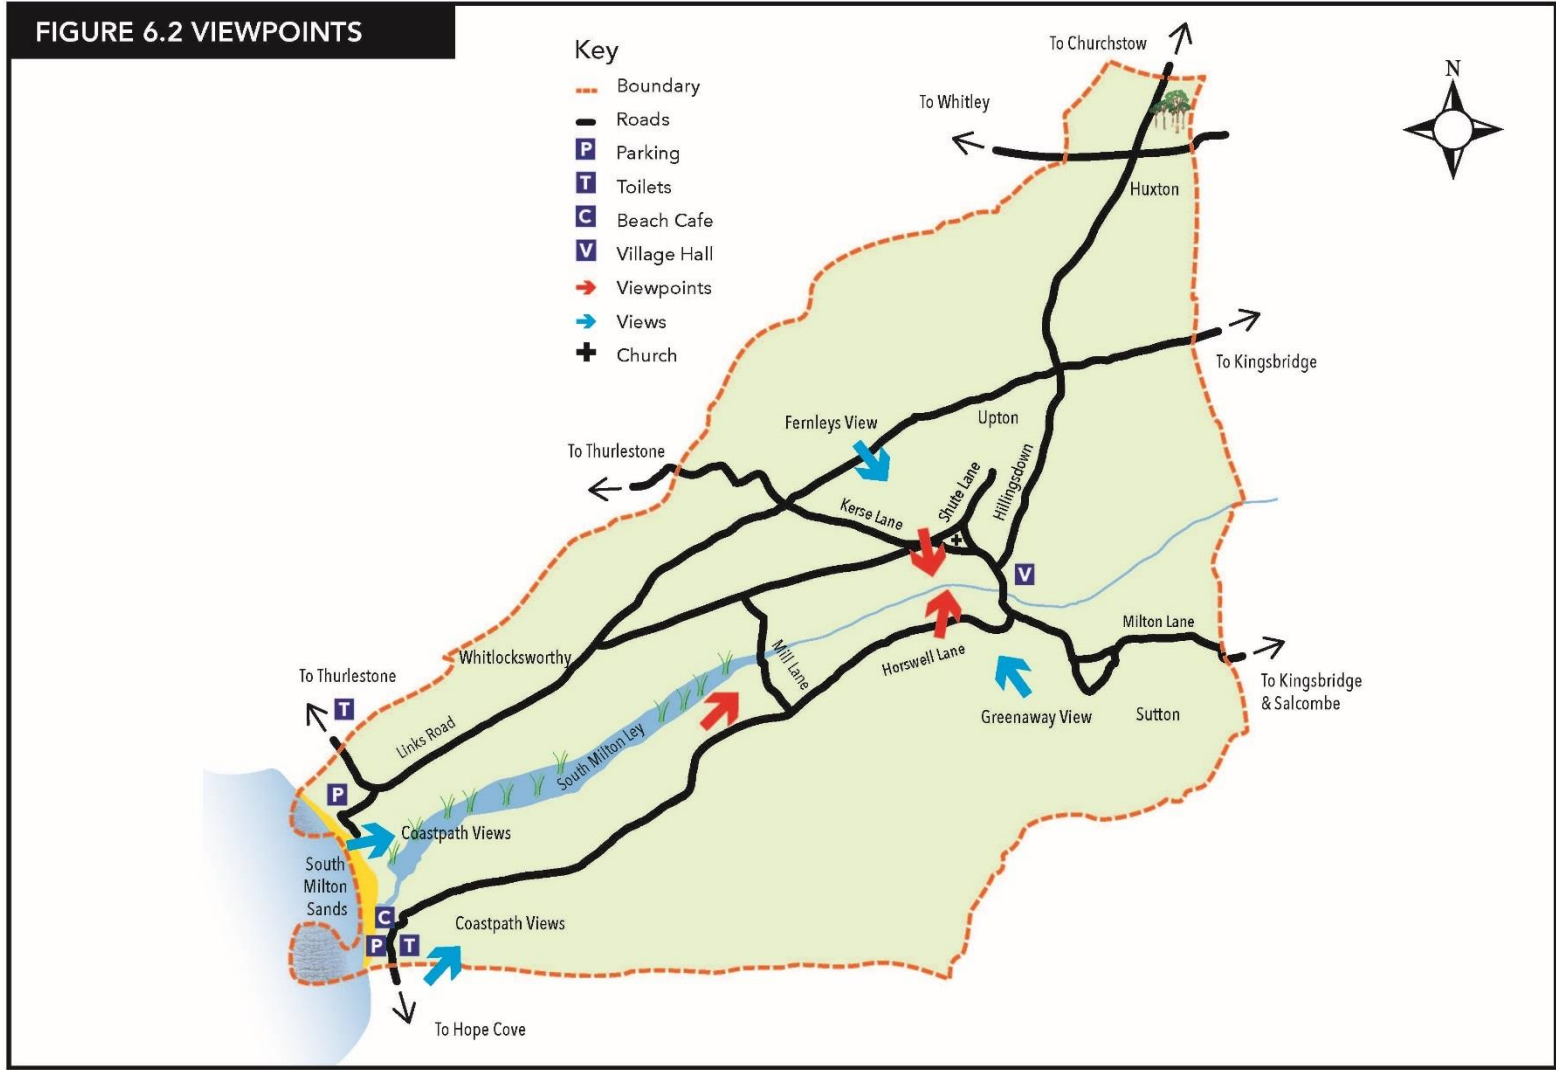 FIGURE 6.2 VIEWPOINTS
Key
Boundary
Roads
P Parking
T Toilets
C Beach Cafe
V Village Hall
Viewpoints
Views
Church
N
To Churchstow
To Whitley
Huxton
To Kingsbridge
Fernleys View
Upton
To Thurlestone
Kerse Lane
Shute Lane
Hillingsdown
V
Milton Lane
Whitlocksworthy
Mill Lane
Horswell Lane
To Kingsbridge
& Salcombe
To Thurlestone
T
Greenaway View
Sutton
Links Road
South Milton Ley
P
Coastpath Views
South
Milton
Sands
C
Coastpath Views
P
T
To Hope Cove